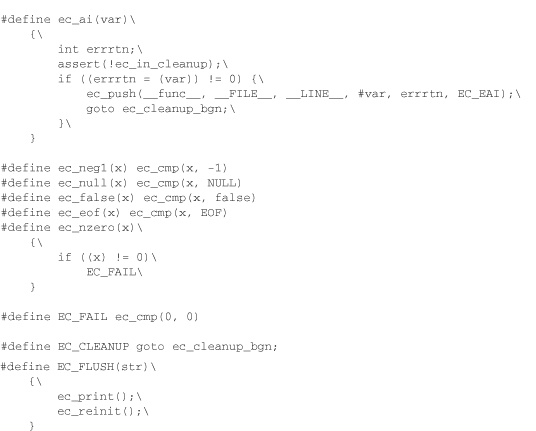 #define ec_ai(var)\
    {\
        int errrtn;\
        assert(!ec_in_cleanup);\
        if ((errrtn = (var)) != 0) {\
            ec_push(__func__, __FILE__, __LINE__, #var, errrtn, EC_EAI);\
            goto ec_cleanup_bgn;\
        }\
    }
#define ec_neg1(x) ec_cmp(x, -1)
#define ec_null(x) ec_cmp(x, NULL)
#define ec_false(x) ec_cmp(x, false)
#define ec_eof(x) ec_cmp(x, EOF)
#define ec_nzero(x)\
    {\
        if ((x) != 0)\
            EC_FAIL\
    }
#define EC_FAIL ec_cmp(0, 0)
#define EC_CLEANUP goto ec_cleanup_bgn;
#define EC_FLUSH(str)\
    {\
        ec_print();\
        ec_reinit();\
    }